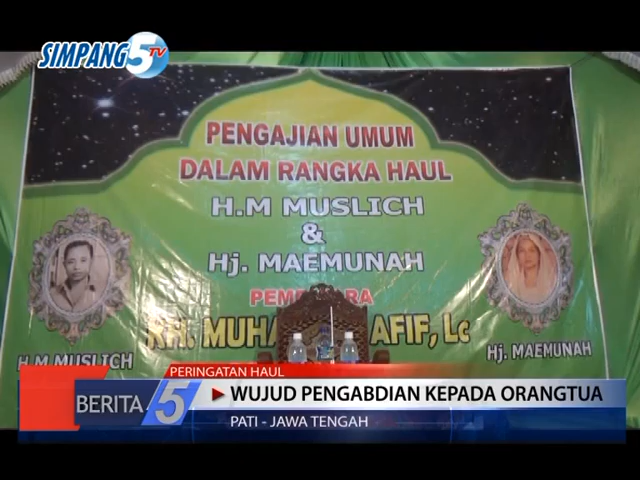 SIMPANG 5 TV
PENGAJIAN UMUM
DALAM RANGKA HAUL
H.M MUSLICH
&
Hj. MAEMUNAH
KH. AFIF, Lc
H.M MUSLICH
Hj. MAEMUNAH
PERINGATAN HAUL
BERITA 5
WUJUD PENGABDIAN KEPADA ORANGTUA
PATI - JAWA TENGAH